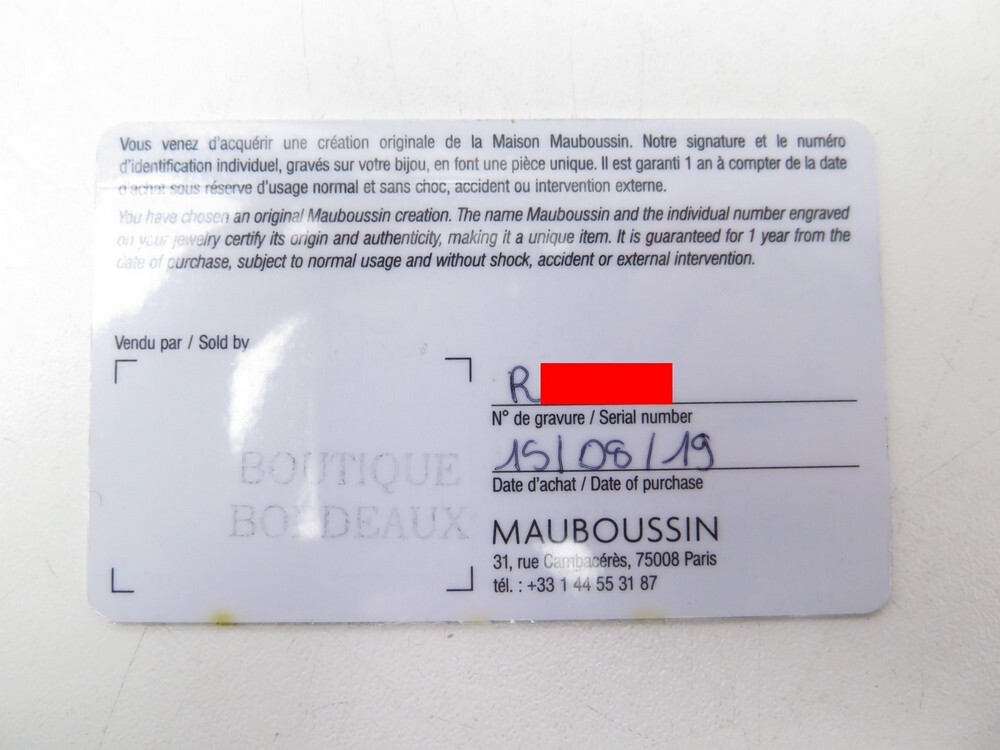 Vous venez d'acquérir une création originale de la Maison Mauboussin. Notre signature et le numéro
d'identification individuel, gravés sur votre bijou, en font une pièce unique. Il est garanti 1 an à compter de la date
d'achat sous réserve d'usage normal et sans choc, accident ou intervention externe.
You have chosen an original Mauboussin creation. The name Mauboussin and the individual number engraved
on your jewelry certify its origin and authenticity, making it a unique item. It is guaranteed for 1 year from the
date of purchase, subject to normal usage and without shock, accident or external intervention.
Vendu par / Sold by
BOUTIQUE
BORDEAUX
R
N° de gravure / Serial number
15/08/19
Date d'achat / Date of purchase
MAUBOUSSIN
31, rue Cambacérès, 75008 Paris
tél. : +33 1 44 55 31 87